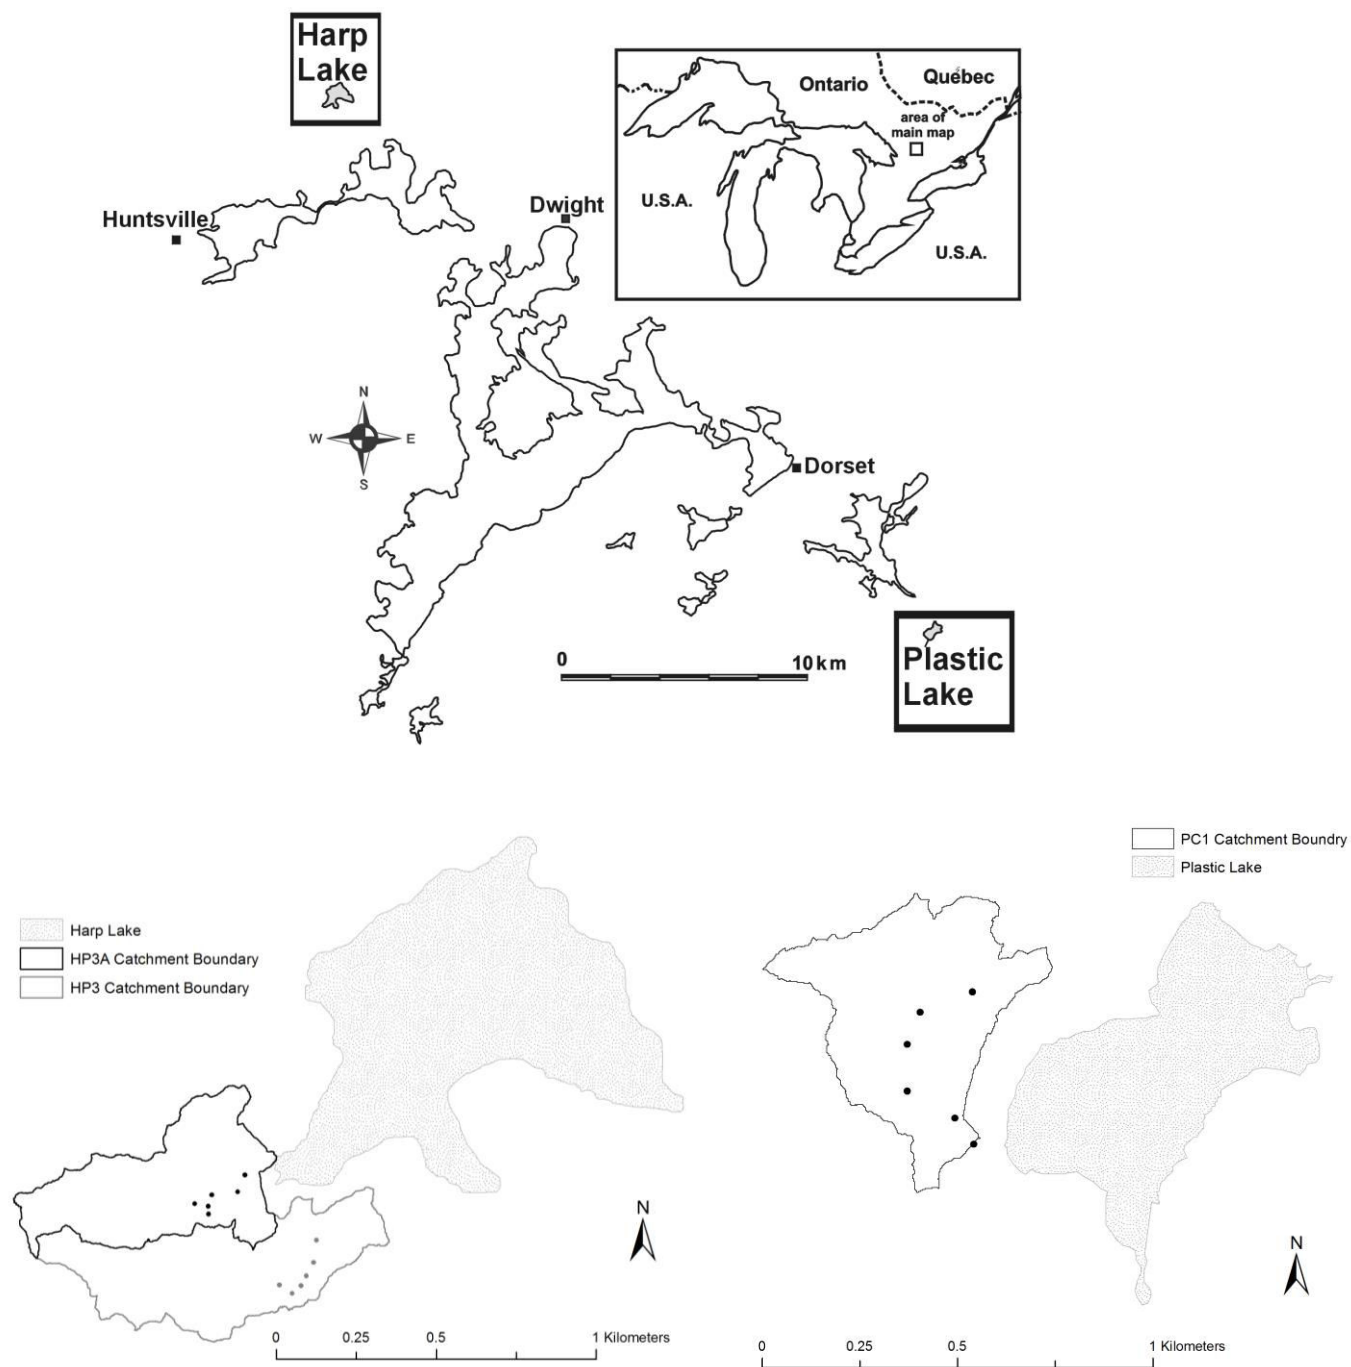 Harp
Lake
Ontario
Québec
area of
main map
U.S.A.
U.S.A.
Huntsville
Dwight
N
W
E
S
Dorset
0
10 km
Plastic
Lake
PC1 Catchment Boundry
Plastic Lake
Harp Lake
HP3A Catchment Boundary
HP3 Catchment Boundary
N
N
0
0.25
0.5
1 Kilometers
0
0.25
0.5
1 Kilometers